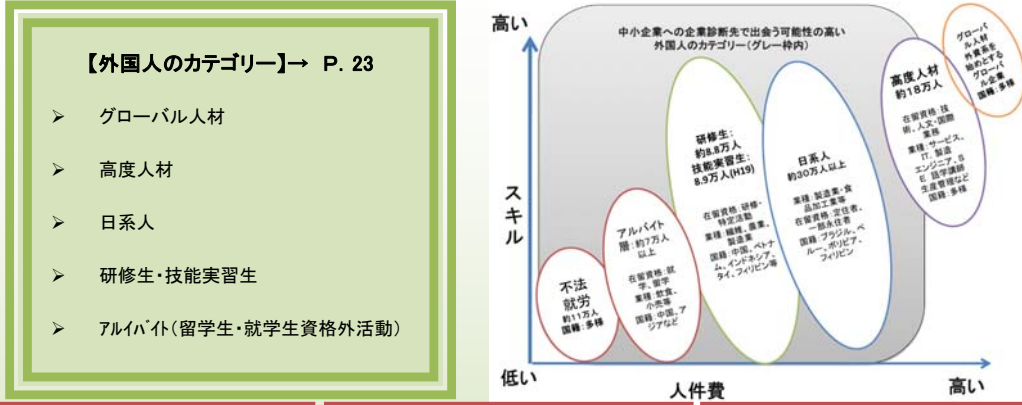 【外国人のカテゴリー】→ P. 23
➢ グローバル人材
➢ 高度人材
➢ 日系人
➢ 研修生・技能実習生
➢ アルイバイト(留学生・就学生資格外活動)
高い
スキル
低い
人件費
高い
中小企業への企業診断先で出会う可能性の高い
外国人のカテゴリー(グレー枠内)
不法
就労
約11万人
国籍:多様
アルバイト
層:約7万人
以上
在留資格:就
学、留学
業種:飲食、
小売等
国籍:中国、ア
ジアなど
研修生:
約8.8万人
技能実習生:
8.9万人(H19)
在留資格:研修・
特定活動
業種:繊維、農業、
製造業
国籍:中国、ベトナ
ム、インドネシア、
タイ、フィリピン等
日系人
約30万人以上
業種:製造業・食
品加工業等
在留資格:定住者、
一部永住者
国籍:ブラジル、ペ
ルー、ボリビア、
フィリピン
高度人材
約18万人
在留資格:技
術、人文・国際
業務
業種:サービス、
IT、製造
エンジニア、S
E 語学講師
生産管理など
国籍:多様
グローバ
ル人材
外資系を
始めとする
グローバ
ル企業
国籍:多様